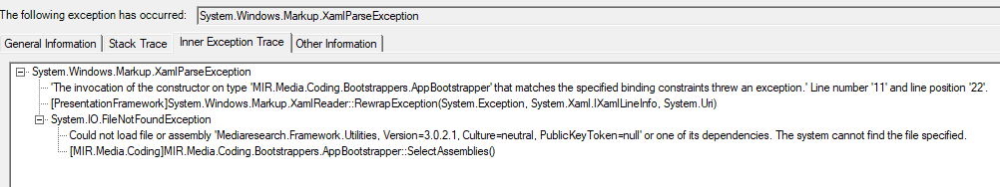 The following exception has occurred: System.Windows.Markup.XamlParseException
General Information Stack Trace Inner Exception Trace Other Information
System.Windows.Markup.XamlParseException
'The invocation of the constructor on type 'MIR.Media.Coding.Bootstrappers.AppBootstrapper' that matches the specified binding constraints threw an exception.' Line number '11' and line position '22'.
[PresentationFramework]System.Windows.Markup.XamlReader::RewrapException(System.Exception, System.Xaml.IXamlLineInfo, System.Uri)
System.IO.FileNotFoundException
Could not load file or assembly 'Mediaresearch.Framework.Utilities, Version=3.0.2.1, Culture=neutral, PublicKeyToken=null' or one of its dependencies. The system cannot find the file specified.
[MIR.Media.Coding]MIR.Media.Coding.Bootstrappers.AppBootstrapper::SelectAssemblies()